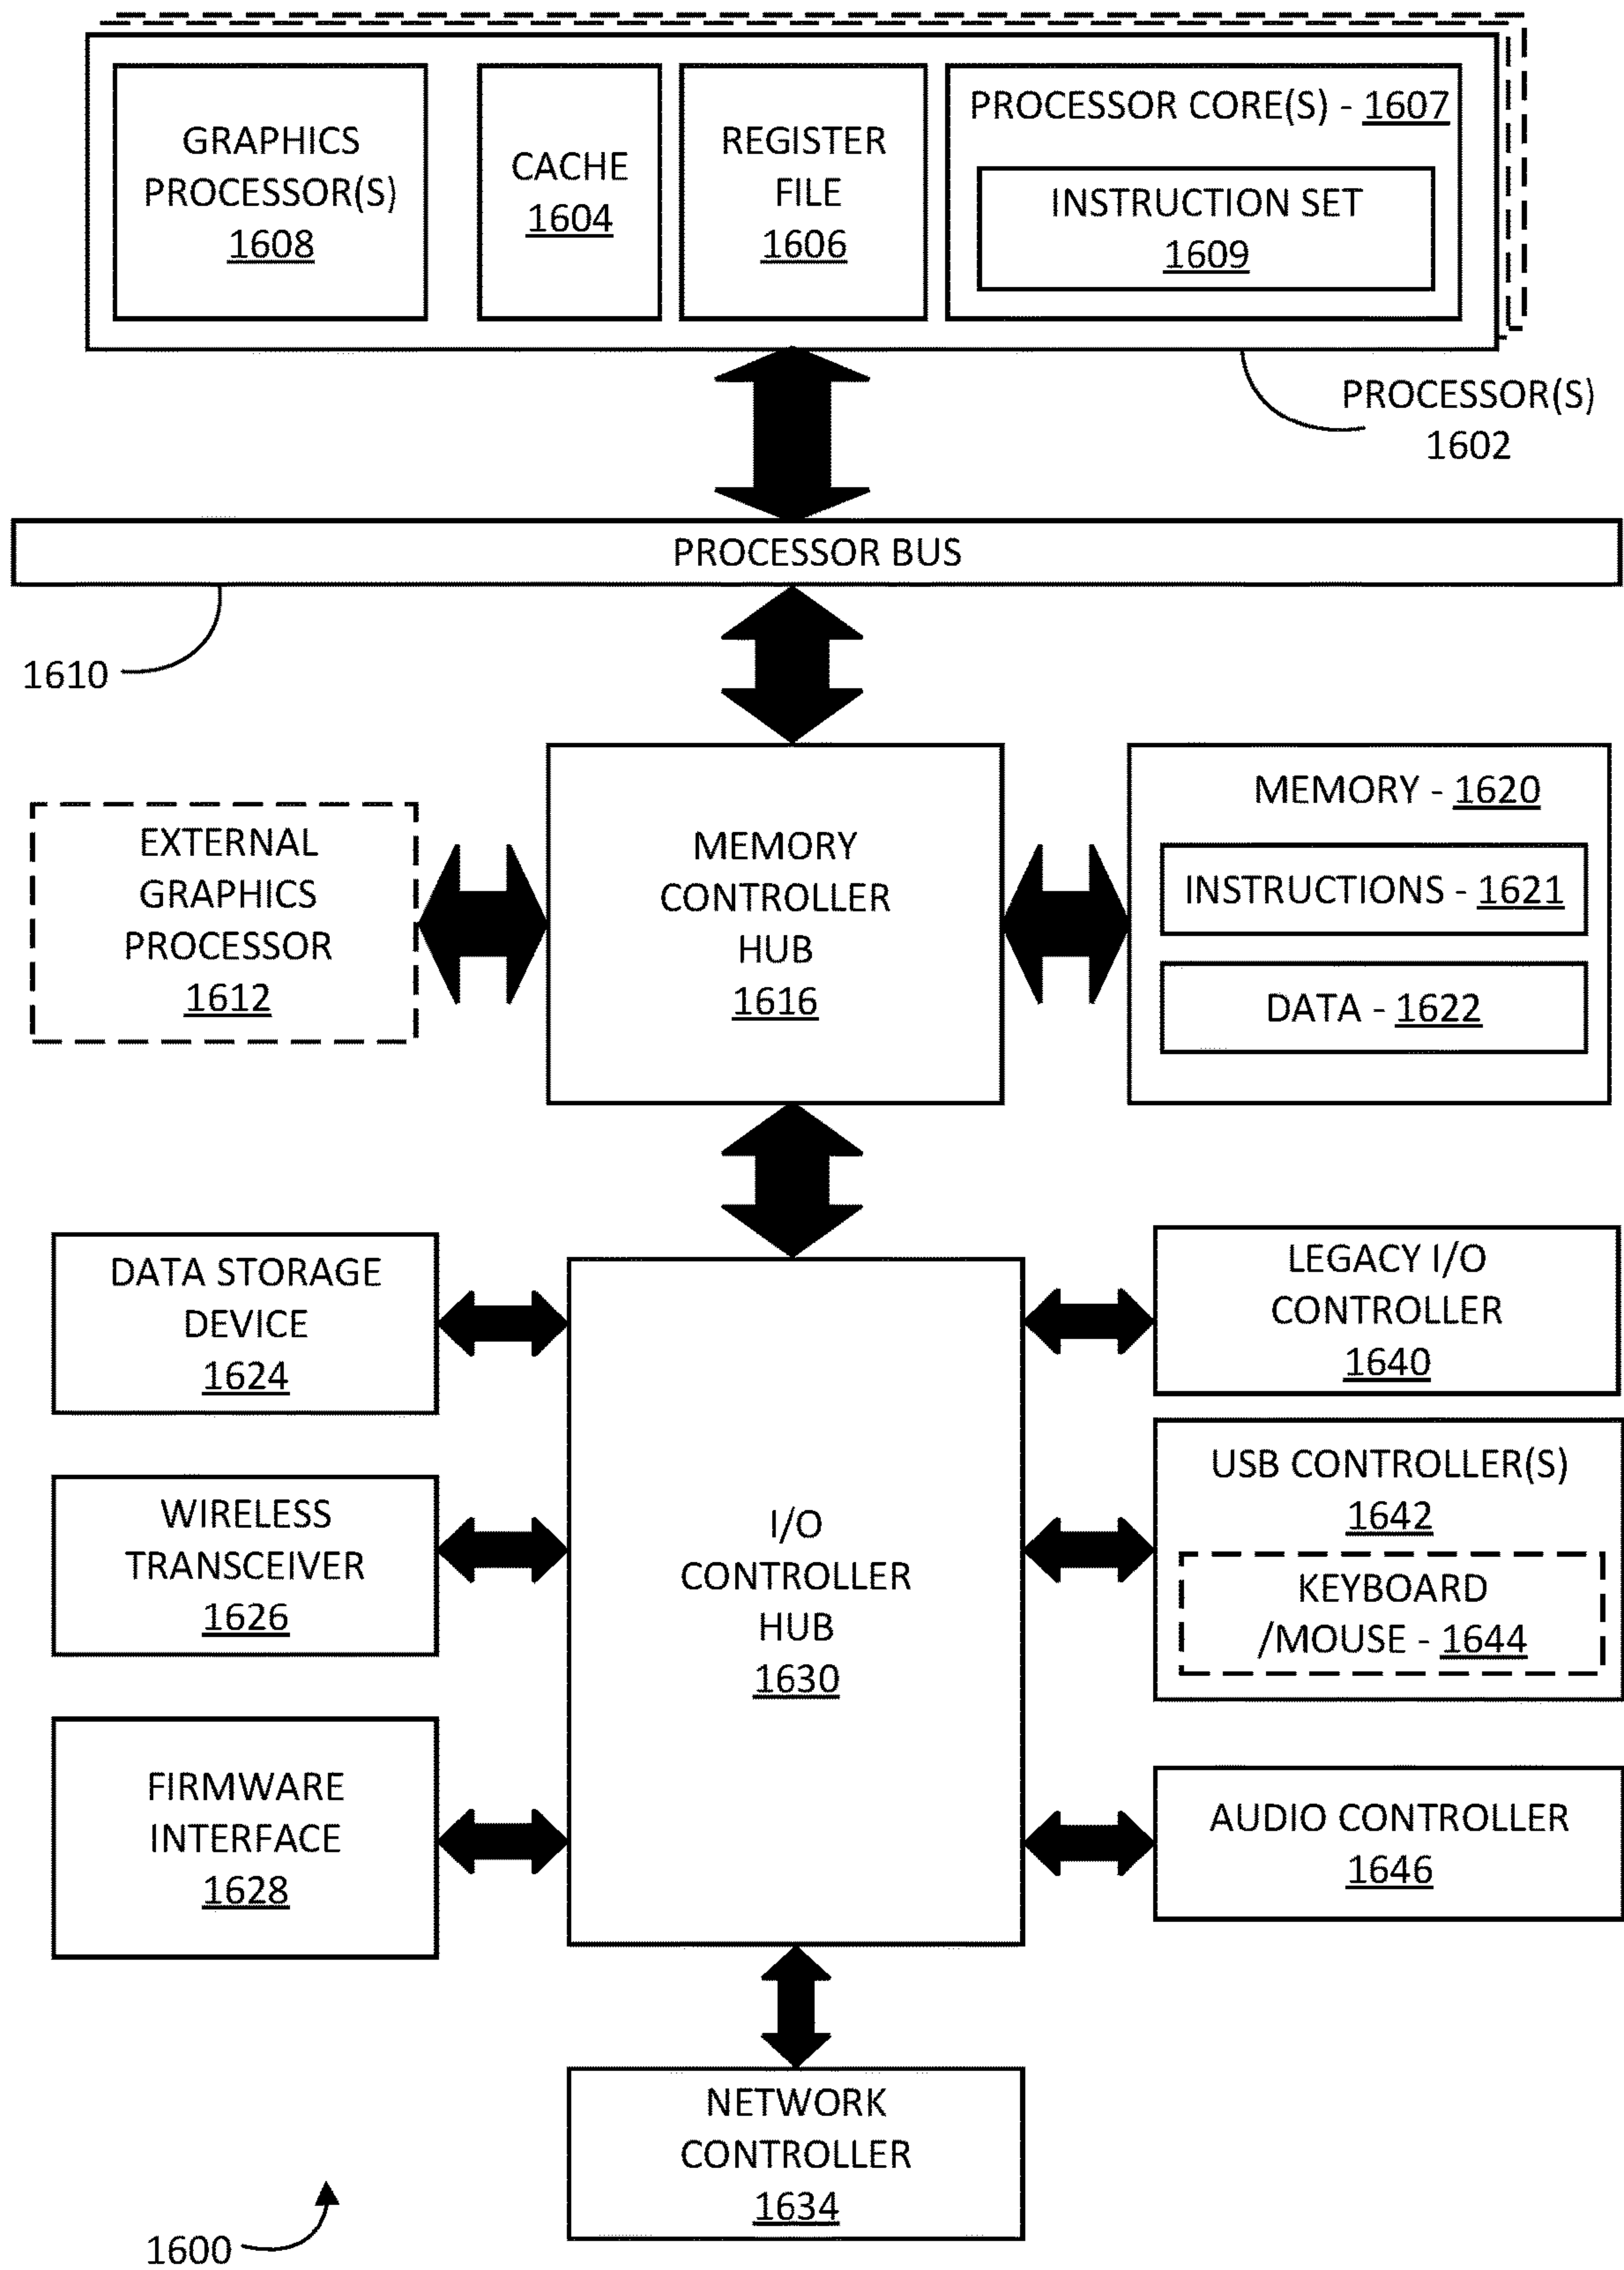 GRAPHICS
PROCESSOR(S)
1608
CACHE
1604
REGISTER
FILE
1606
PROCESSOR CORE(S) - 1607
INSTRUCTION SET
1609
PROCESSOR(S)
1602
PROCESSOR BUS
1610
EXTERNAL
GRAPHICS
PROCESSOR
1612
MEMORY
CONTROLLER
HUB
1616
MEMORY - 1620
INSTRUCTIONS - 1621
DATA - 1622
DATA STORAGE
DEVICE
1624
WIRELESS
TRANSCEIVER
1626
FIRMWARE
INTERFACE
1628
I/O
CONTROLLER
HUB
1630
LEGACY I/O
CONTROLLER
1640
USB CONTROLLER(S)
1642
KEYBOARD
/MOUSE - 1644
AUDIO CONTROLLER
1646
NETWORK
CONTROLLER
1634
1600